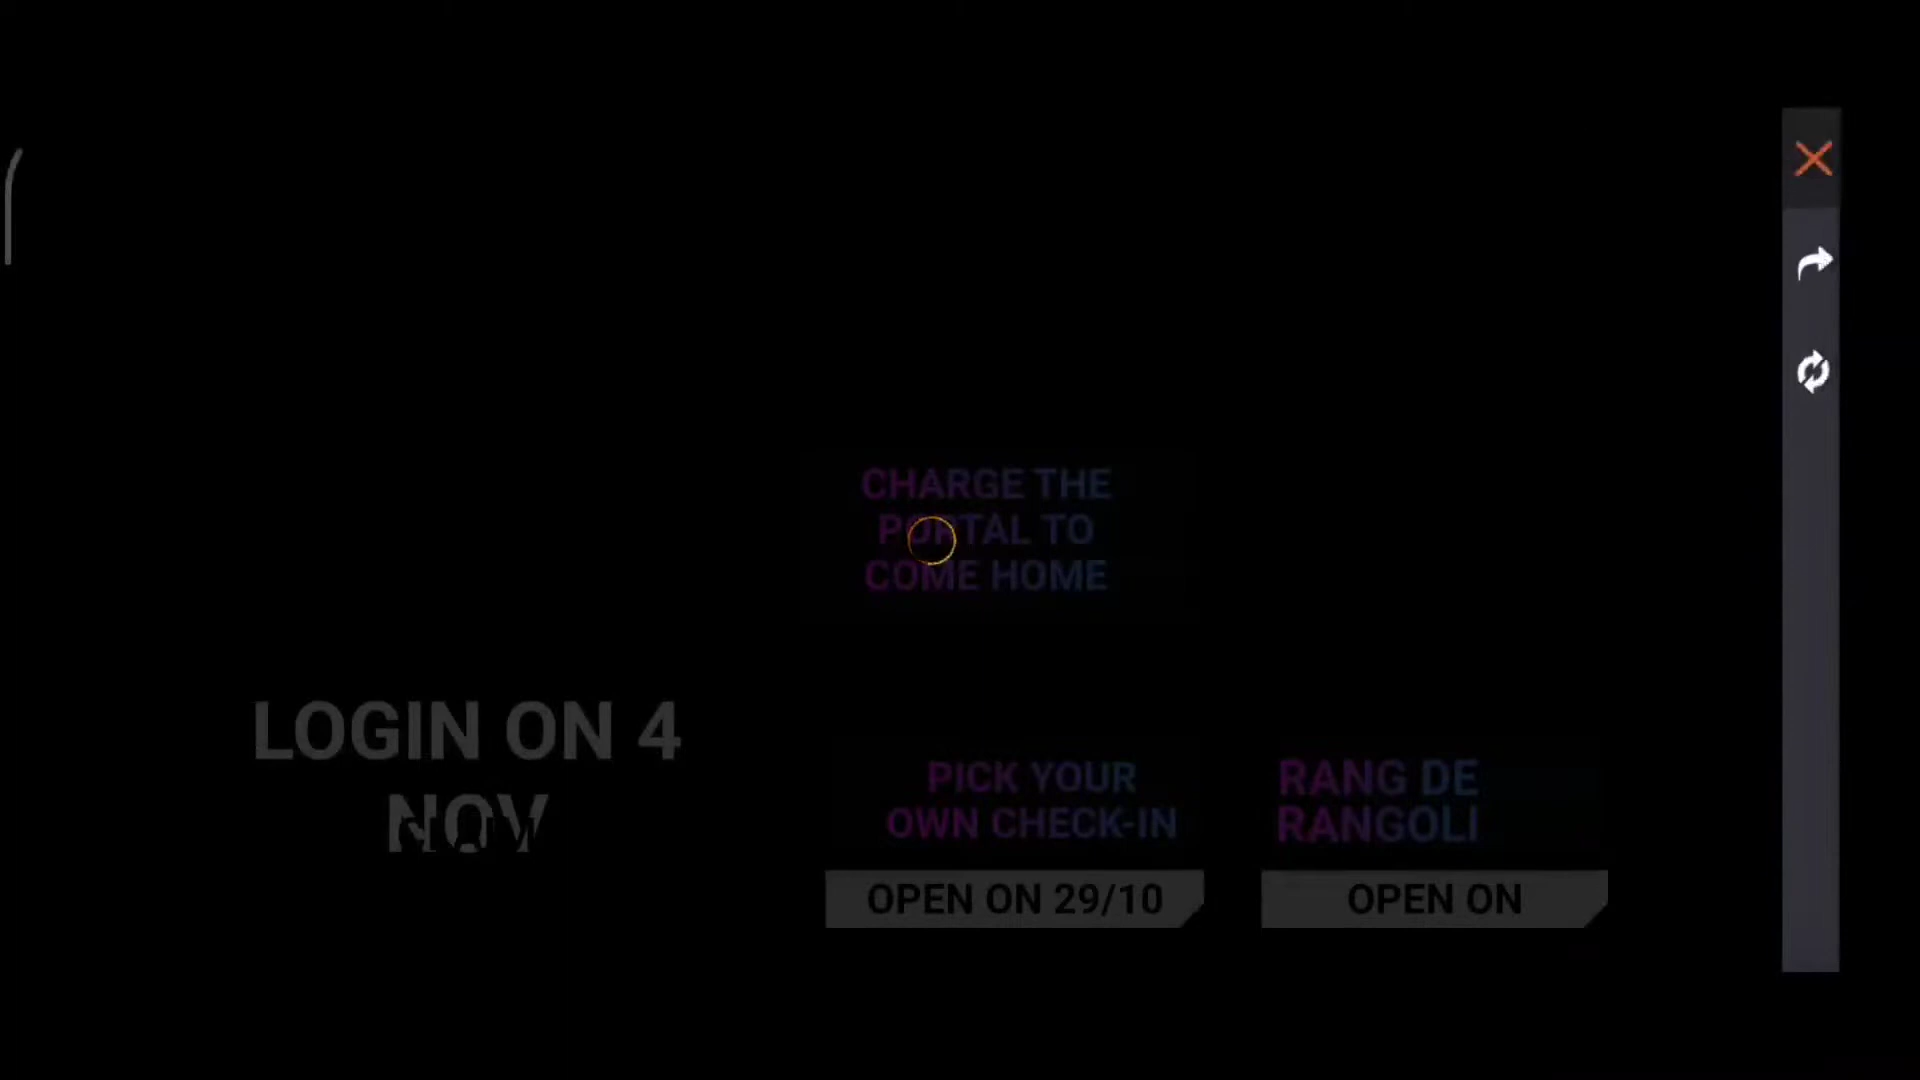 CHARGE THE
PORTAL TO
COME HOME
LOGIN ON 4
NOV
PICK YOUR
OWN CHECK-IN
OPEN ON 29/10
RANG DE
RANGOLI
OPEN ON